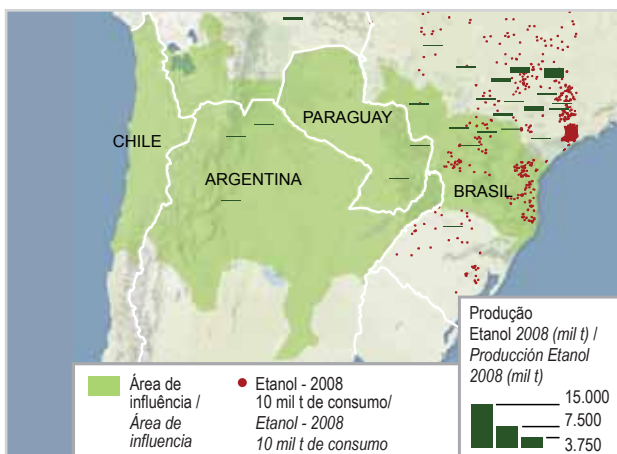 PARAGUAY
CHILE
ARGENTINA
BRASIL
Área de
influência /
Área de
influencia
Etanol - 2008
10 mil t de consumo/
Etanol - 2008
10 mil t de consumo
Produção
Etanol 2008 (mil t) /
Producción Etanol
2008 (mil t)
15.000
7.500
3.750